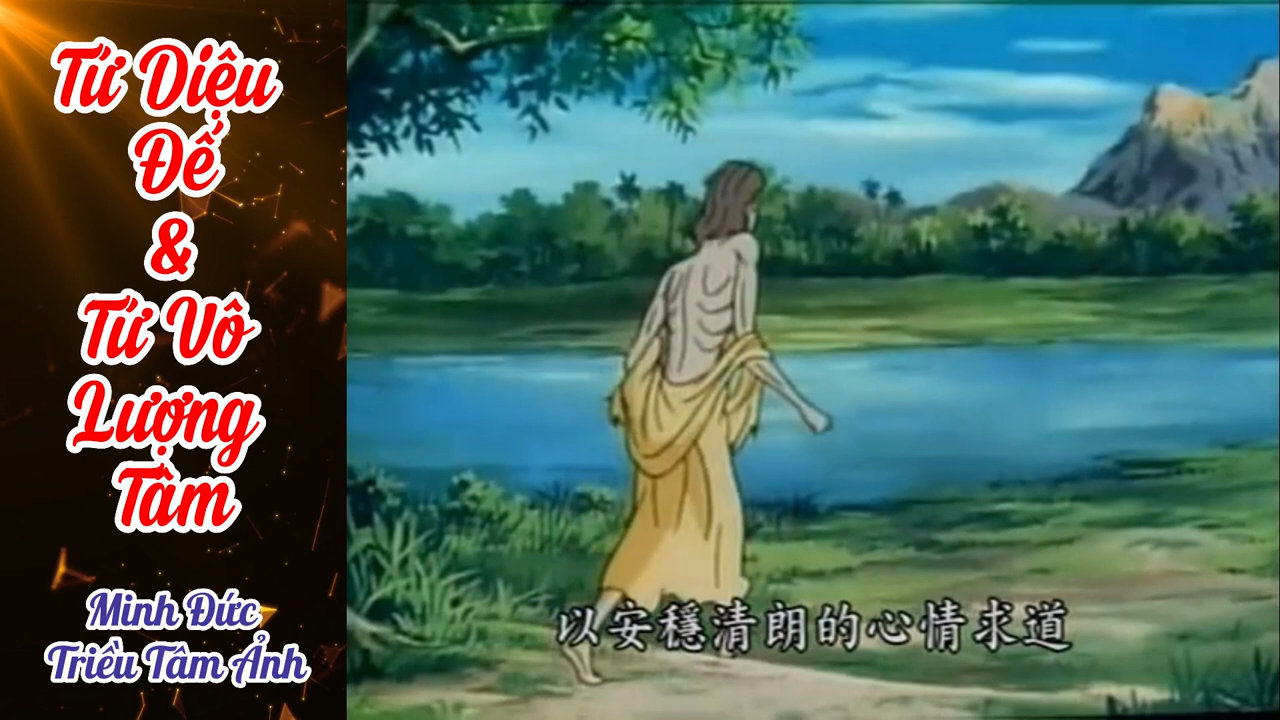 Tứ Diệu
Đế
&
Tứ Vô
Lượng
Tâm
Minh Đức
Triều Tâm Ảnh
以安穩清朗的心情求道